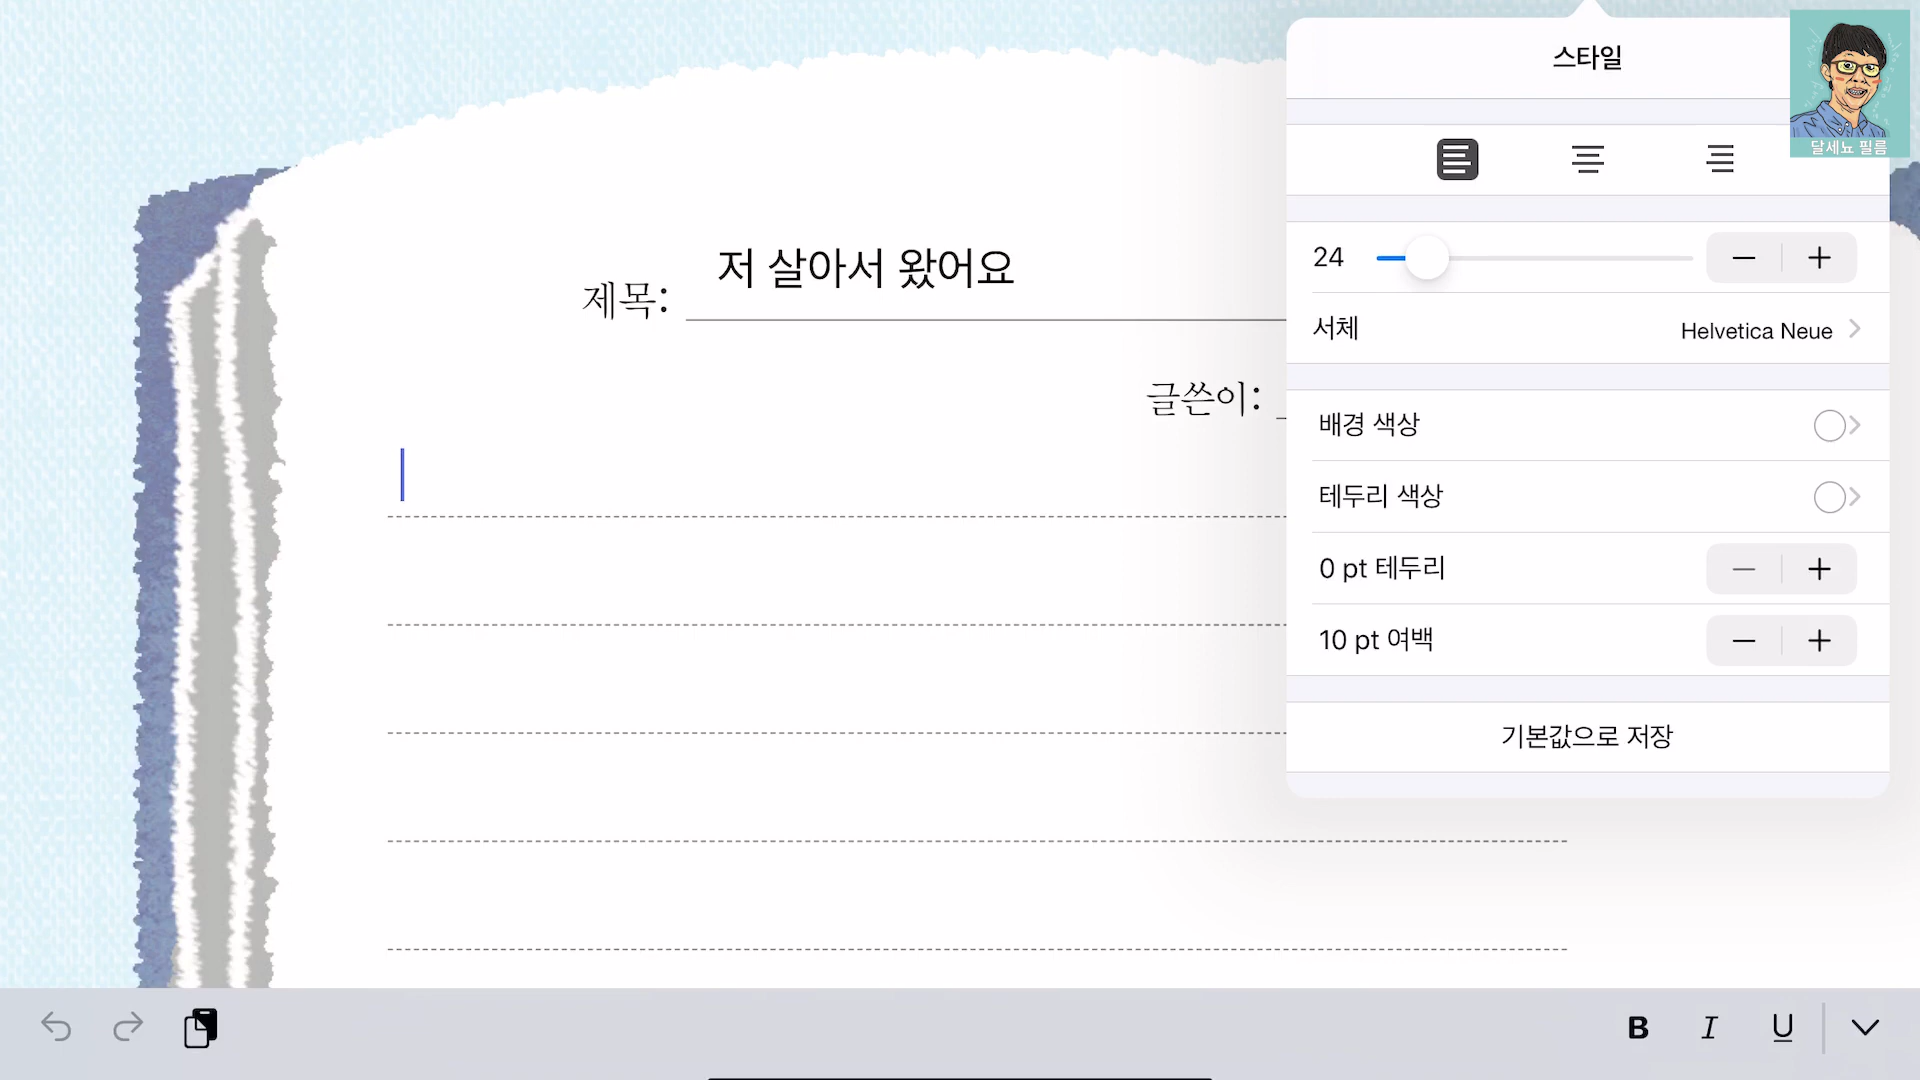 스타일
달세뇨 필름
24
저 살아서 왔어요
제목:
서체
Helvetica Neue
글쓴이:
배경 색상
테두리 색상
0 pt 테두리
10 pt 여백
기본값으로 저장
B I U